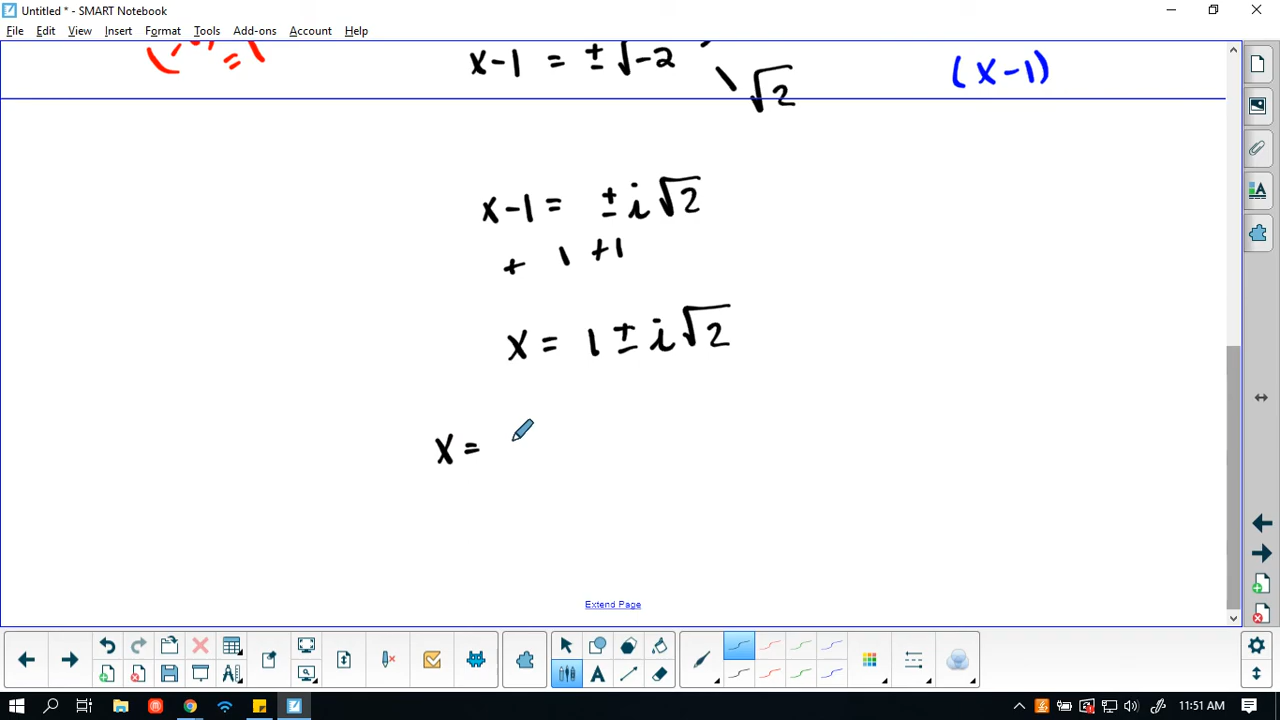 Untitled * - SMART Notebook
File Edit View Insert Format Tools Add-ons Account Help
x-1 = ±√-2
√2
(x-1)
x-1 = ±i√2
+ 1 +1
x = 1 ± i√2
x =
Extend Page
11:51 AM